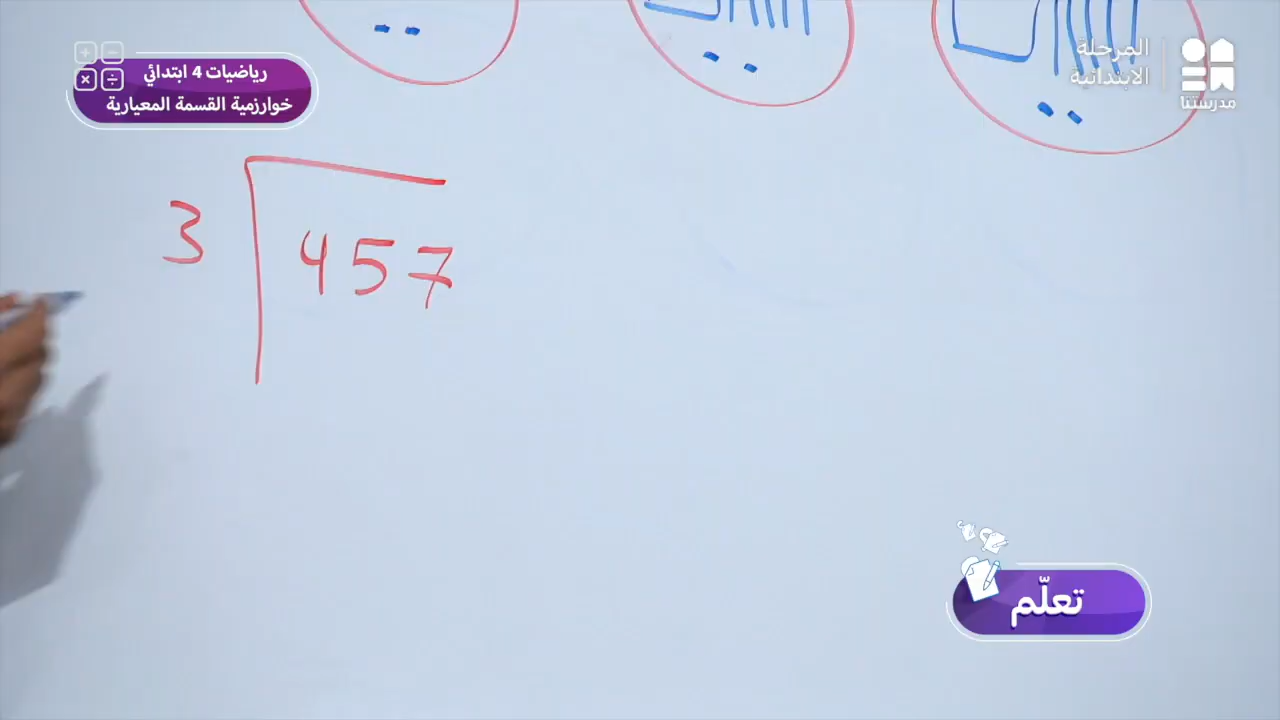 رياضيات 4 ابتدائي
خوارزمية القسمة المعيارية
المرحلة
الابتدائية
مدرستنا
3
457
تعلّم